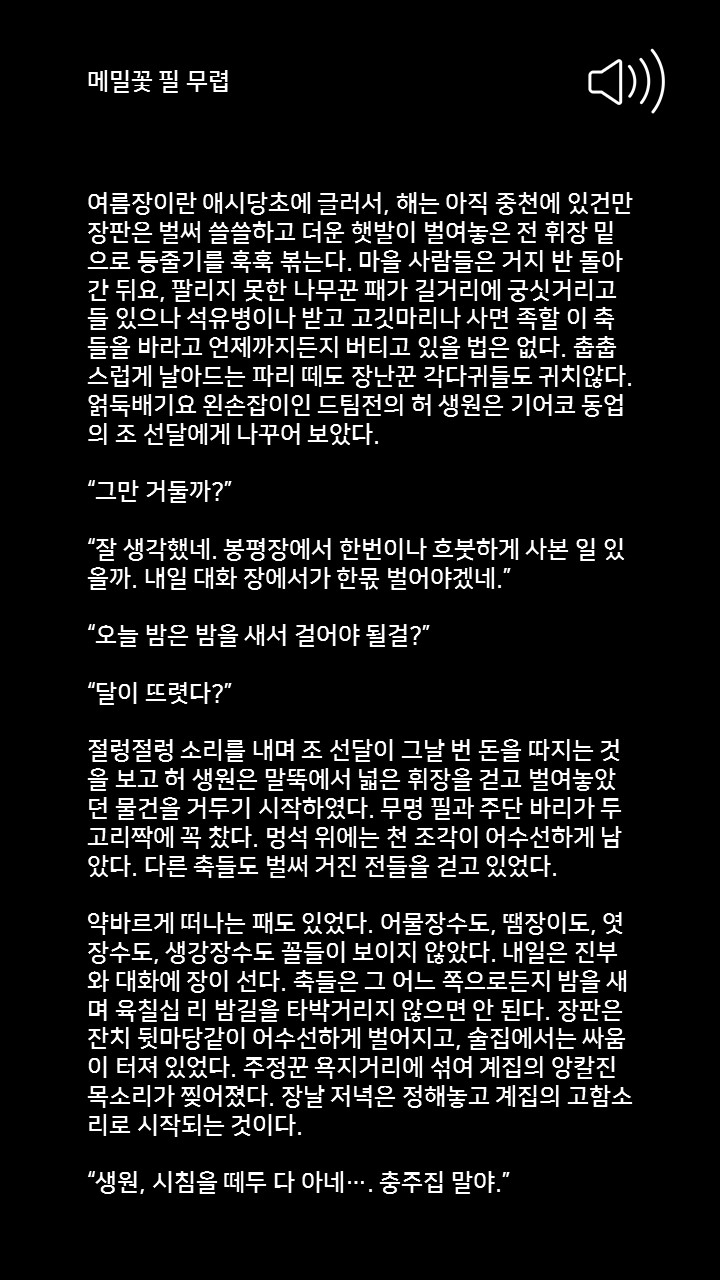 메밀꽃 필 무렵
여름장이란 애시당초에 글러서, 해는 아직 중천에 있건만
장판은 벌써 쓸쓸하고 더운 햇발이 벌여놓은 전 휘장 밑
으로 등줄기를 훅훅 볶는다. 마을 사람들은 거지 반 돌아
간 뒤요, 팔리지 못한 나무꾼 패가 길거리에 궁싯거리고
들 있으나 석유병이나 받고 고깃마리나 사면 족할 이 축
들을 바라고 언제까지든지 버티고 있을 법은 없다. 춥춥
스럽게 날아드는 파리 떼도 장난꾼 각다귀들도 귀치않다.
얽둑배기요 왼손잡이인 드팀전의 허 생원은 기어코 동업
의 조 선달에게 나꾸어 보았다.
“그만 거둘까?”
“잘 생각했네. 봉평장에서 한번이나 흐붓하게 사본 일 있
을까. 내일 대화 장에서가 한몫 벌어야겠네.”
“오늘 밤은 밤을 새서 걸어야 될걸?”
“달이 뜨렷다?”
절렁절렁 소리를 내며 조 선달이 그날 번 돈을 따지는 것
을 보고 허 생원은 말뚝에서 넓은 휘장을 걷고 벌여놓았
던 물건을 거두기 시작하였다. 무명 필과 주단 바리가 두
고리짝에 꼭 찼다. 멍석 위에는 천 조각이 어수선하게 남
았다. 다른 축들도 벌써 거진 전들을 걷고 있었다.
약바르게 떠나는 패도 있었다. 어물장수도, 땜장이도, 엿
장수도, 생강장수도 꼴들이 보이지 않았다. 내일은 진부
와 대화에 장이 선다. 축들은 그 어느 쪽으로든지 밤을 새
며 육칠십 리 밤길을 타박거리지 않으면 안 된다. 장판은
잔치 뒷마당같이 어수선하게 벌어지고, 술집에서는 싸움
이 터져 있었다. 주정꾼 욕지거리에 섞여 계집의 앙칼진
목소리가 찢어졌다. 장날 저녁은 정해놓고 계집의 고함소
리로 시작되는 것이다.
“생원, 시침을 떼두 다 아네…. 충주집 말야.”